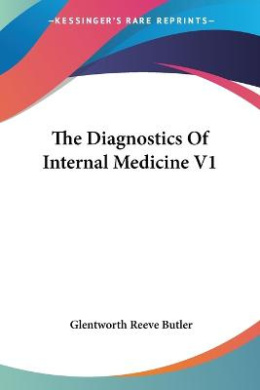 KESSINGER'S RARE REPRINTS
The Diagnostics Of
Internal Medicine V1
Glentworth Reeve Butler